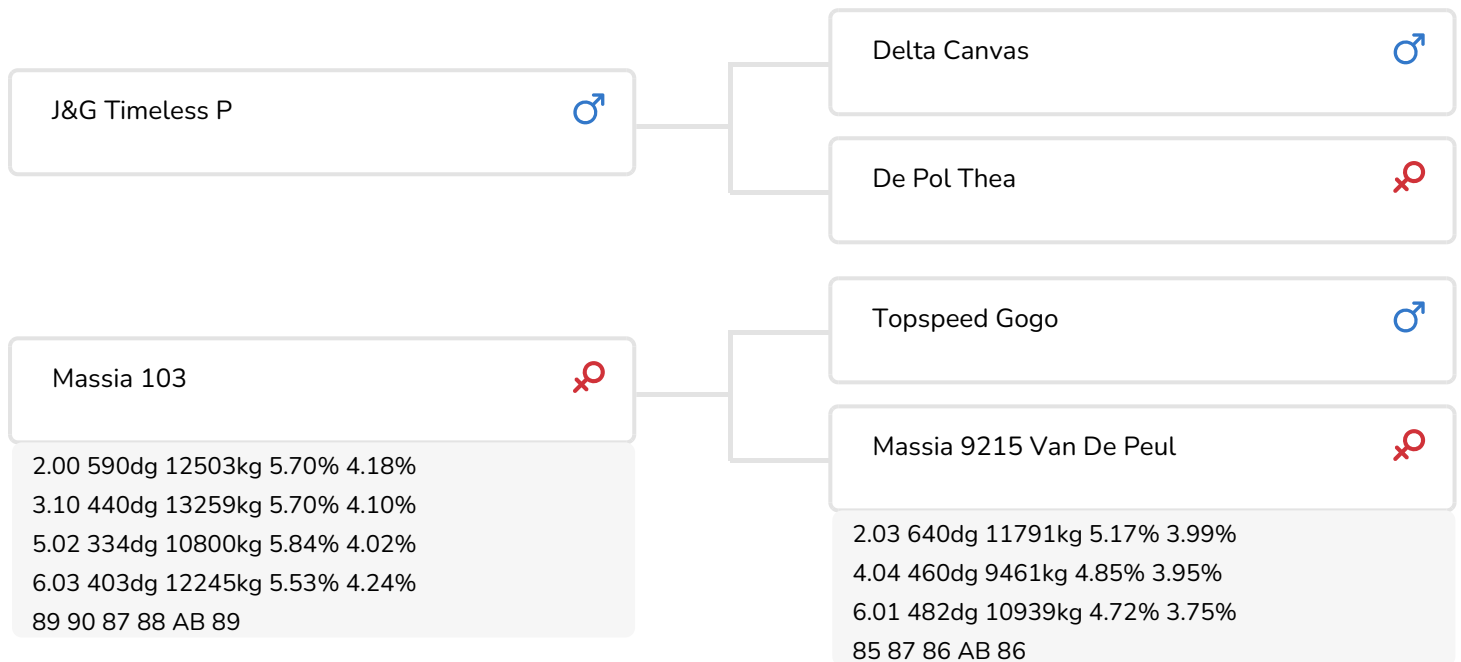 J&G Timeless P
Delta Canvas
De Pol Thea
Massia 103
2.00 590dg 12503kg 5.70% 4.18%
3.10 440dg 13259kg 5.70% 4.10%
5.02 334dg 10800kg 5.84% 4.02%
6.03 403dg 12245kg 5.53% 4.24%
89 90 87 88 AB 89
Topspeed Gogo
Massia 9215 Van De Peul
2.03 640dg 11791kg 5.17% 3.99%
4.04 460dg 9461kg 4.85% 3.95%
6.01 482dg 10939kg 4.72% 3.75%
85 87 86 AB 86